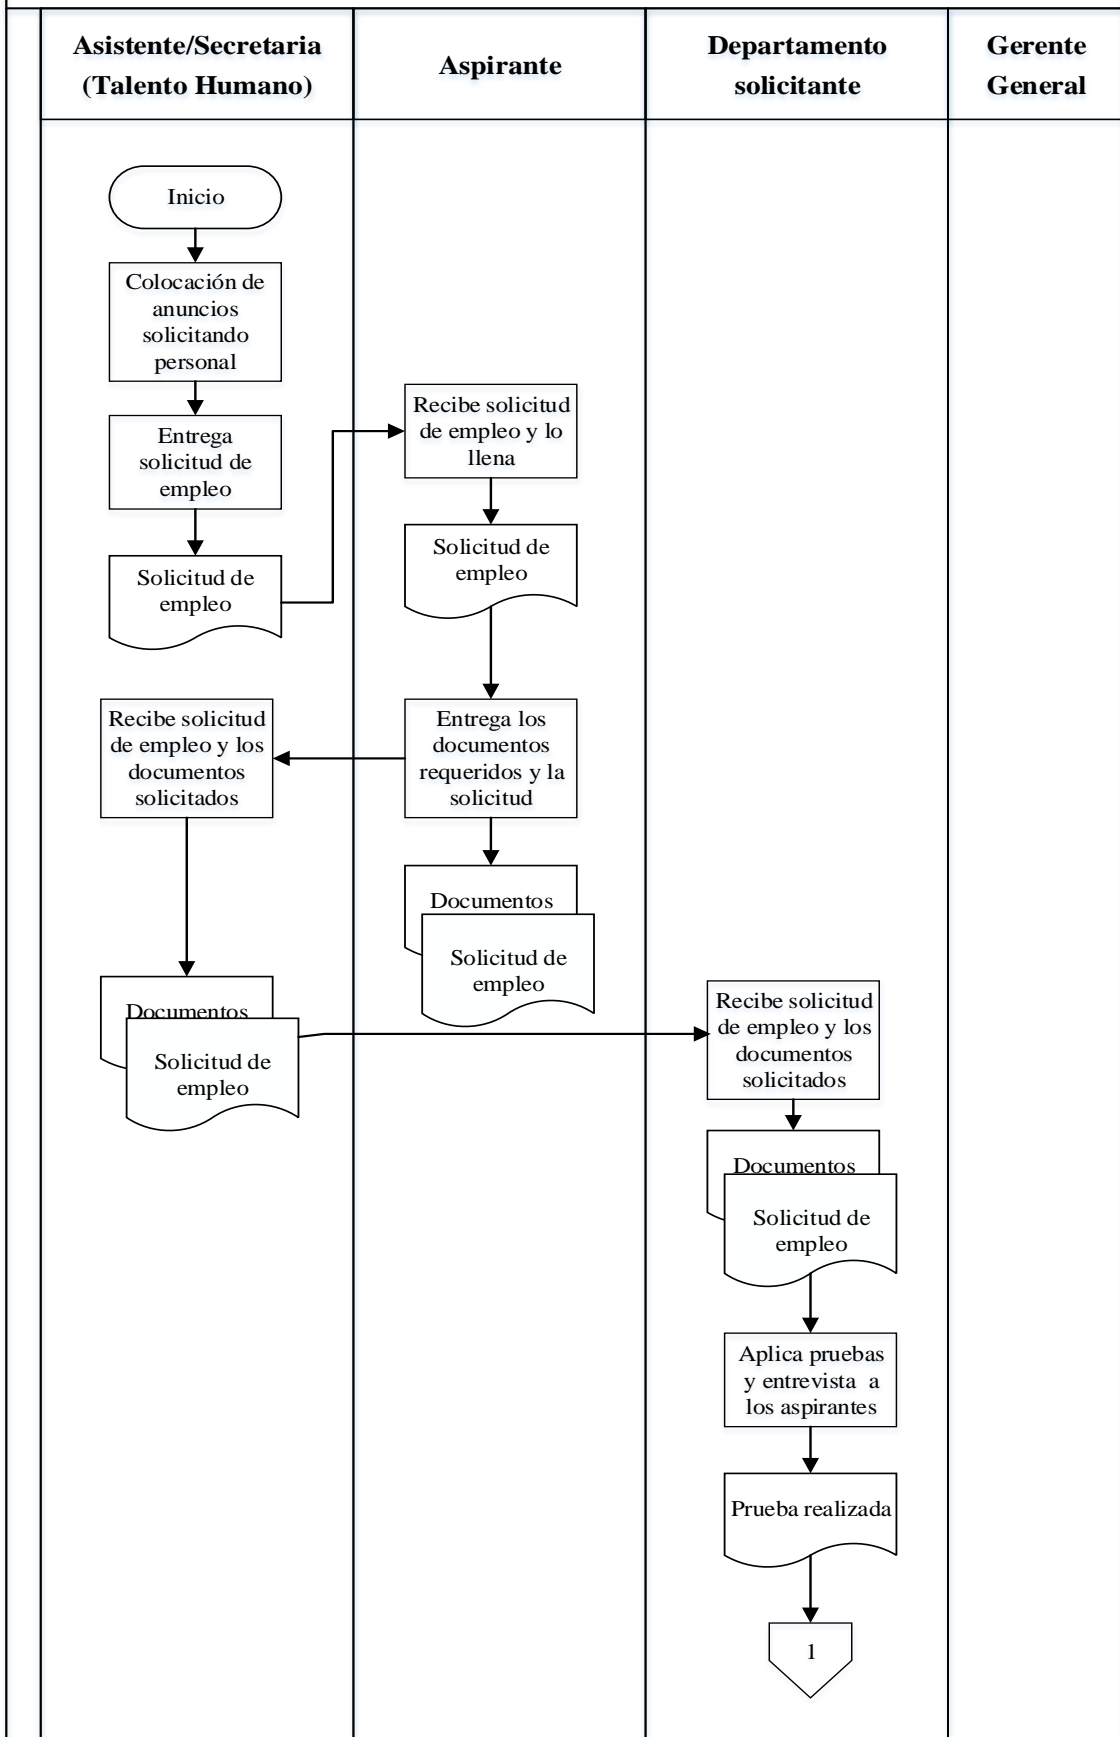 Asistente/Secretaria
(Talento Humano)
Aspirante
Departamento
solicitante
Gerente
General
Inicio
Colocación de
anuncios
solicitando
personal
Entrega
solicitud de
empleo
Solicitud de
empleo
Recibe solicitud
de empleo y lo
llena
Solicitud de
empleo
Entrega los
documentos
requeridos y la
solicitud
Documentos
Solicitud de
empleo
Recibe solicitud
de empleo y los
documentos
solicitados
Documentos
Solicitud de
empleo
Recibe solicitud
de empleo y los
documentos
solicitados
Documentos
Solicitud de
empleo
Aplica pruebas
y entrevista a
los aspirantes
Prueba realizada
1